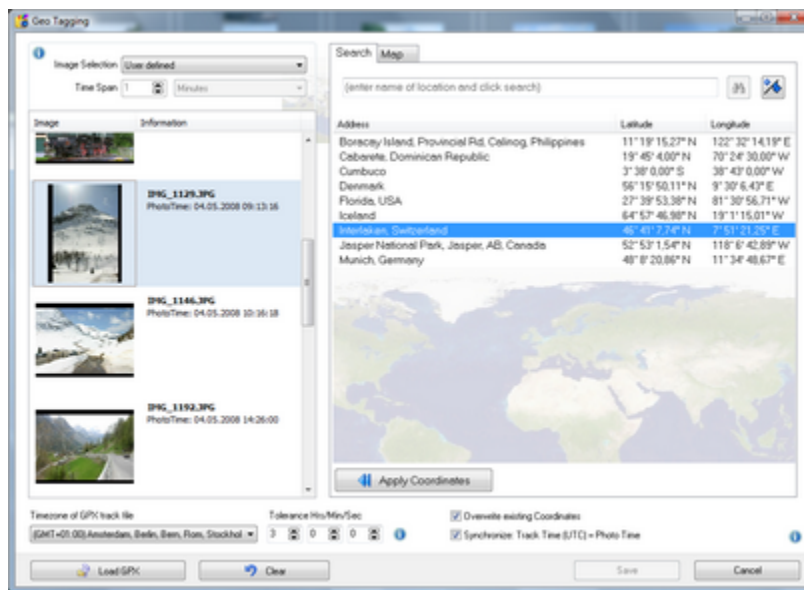 Geo Tagging
Image Selection User defined
Time Span 1 Minutes
Image Information
IMG_1129.JPG
PhotoTime: 04.05.2008 09:13:16
IMG_1146.JPG
PhotoTime: 04.05.2008 10:16:18
IMG_1192.JPG
PhotoTime: 04.05.2008 14:26:00
Search Map
(enter name of location and click search)
Address Latitude Longitude
Boracay Island, Provincial Rd, Calinog, Philippines 11° 19' 15,27" N 122° 32' 14,19" E
Cabarete, Dominican Republic 19° 45' 4,00" N 70° 24' 30,00" W
Cumbuco 3° 38' 0,00" S 38° 43' 0,00" W
Denmark 56° 15' 50,11" N 9° 30' 6,43" E
Florida, USA 27° 39' 53,38" N 81° 30' 56,71" W
Iceland 64° 57' 46,98" N 19° 1' 15,01" W
Interlaken, Switzerland 46° 41' 7,74" N 7° 51' 21,25" E
Jasper National Park, Jasper, AB, Canada 52° 53' 1,54" N 118° 6' 42,89" W
Munich, Germany 48° 8' 20,86" N 11° 34' 48,67" E
Apply Coordinates
Timezone of GPX track file
(GMT+01:00) Amsterdam, Berlin, Bern, Rom, Stockhol
Tolerance Hrs/Min/Sec
3 0 0
Overwrite existing Coordinates
Synchronize: Track Time (UTC) = Photo Time
Load GPX Clear Save Cancel